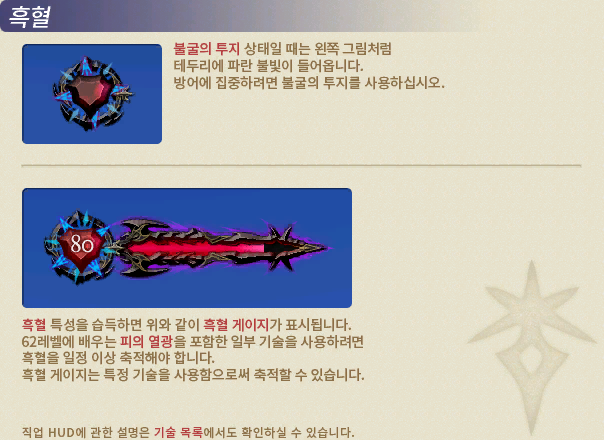 흑혈
불굴의 투지 상태일 때는 왼쪽 그림처럼
테두리에 파란 불빛이 들어옵니다.
방어에 집중하려면 불굴의 투지를 사용하십시오.
80
흑혈 특성을 습득하면 위와 같이 흑혈 게이지가 표시됩니다.
62레벨에 배우는 피의 열광을 포함한 일부 기술을 사용하려면
흑혈을 일정 이상 축적해야 합니다.
흑혈 게이지는 특정 기술을 사용함으로써 축적할 수 있습니다.
직업 HUD에 관한 설명은 기술 목록에서도 확인하실 수 있습니다.